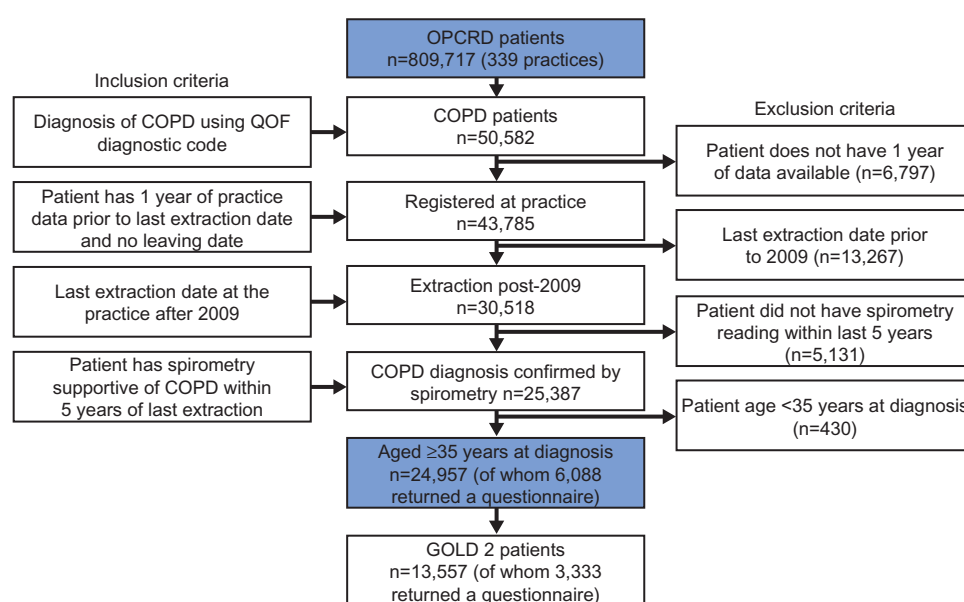 OPCRD patients
n=809,717 (339 practices)
Inclusion criteria
Diagnosis of COPD using QOF
diagnostic code
COPD patients
n=50,582
Exclusion criteria
Patient does not have 1 year
of data available (n=6,797)
Patient has 1 year of practice
data prior to last extraction date
and no leaving date
Registered at practice
n=43,785
Last extraction date prior
to 2009 (n=13,267)
Last extraction date at the
practice after 2009
Extraction post-2009
n=30,518
Patient did not have spirometry
reading within last 5 years
(n=5,131)
Patient has spirometry
supportive of COPD within
5 years of last extraction
COPD diagnosis confirmed by
spirometry n=25,387
Patient age <35 years at diagnosis
(n=430)
Aged ≥35 years at diagnosis
n=24,957 (of whom 6,088
returned a questionnaire)
GOLD 2 patients
n=13,557 (of whom 3,333
returned a questionnaire)